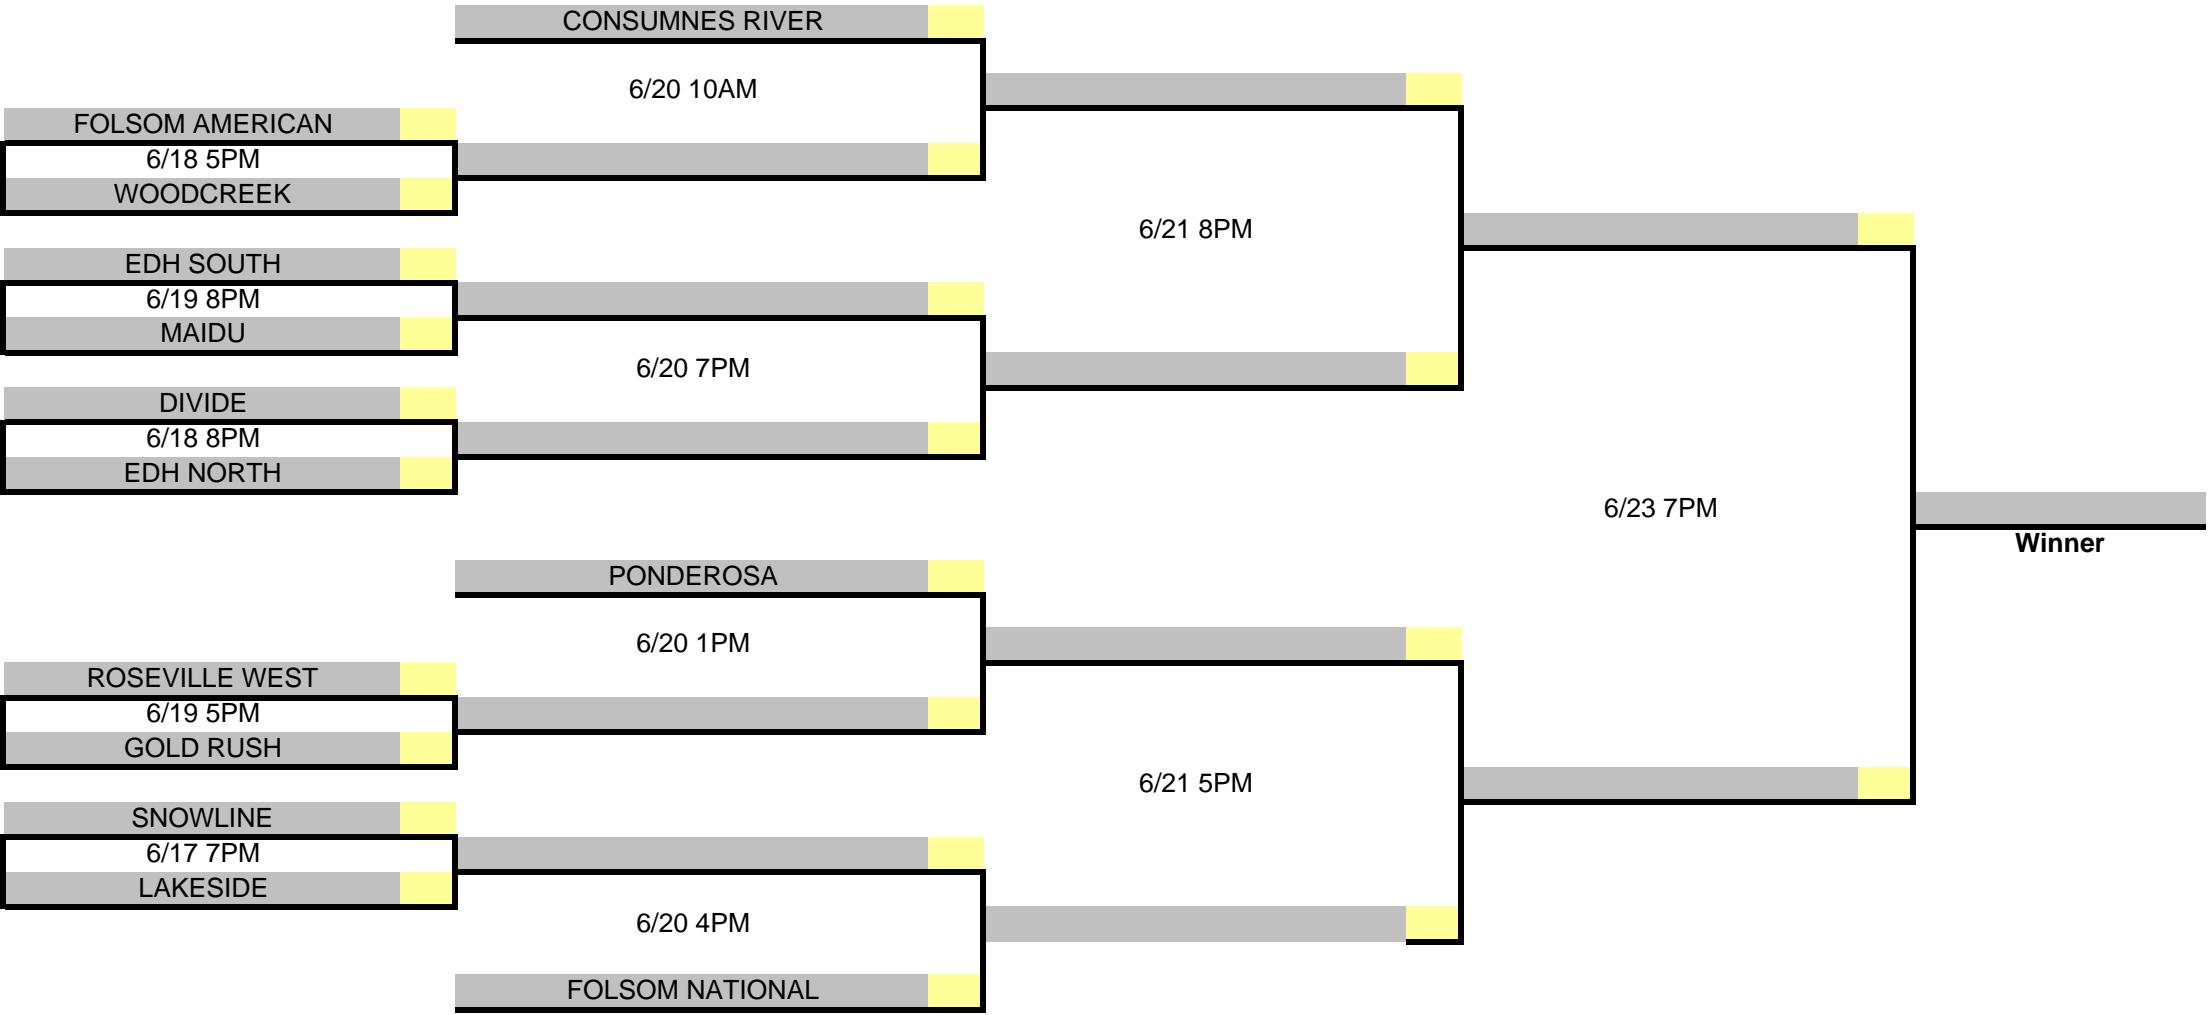 CONSUMNES RIVER
6/20 10AM
FOLSOM AMERICAN
6/18 5PM
WOODCREEK
6/21 8PM
EDH SOUTH
6/19 8PM
MAIDU
6/20 7PM
DIVIDE
6/18 8PM
EDH NORTH
6/23 7PM
Winner
PONDEROSA
6/20 1PM
ROSEVILLE WEST
6/19 5PM
GOLD RUSH
6/21 5PM
SNOWLINE
6/17 7PM
LAKESIDE
6/20 4PM
FOLSOM NATIONAL